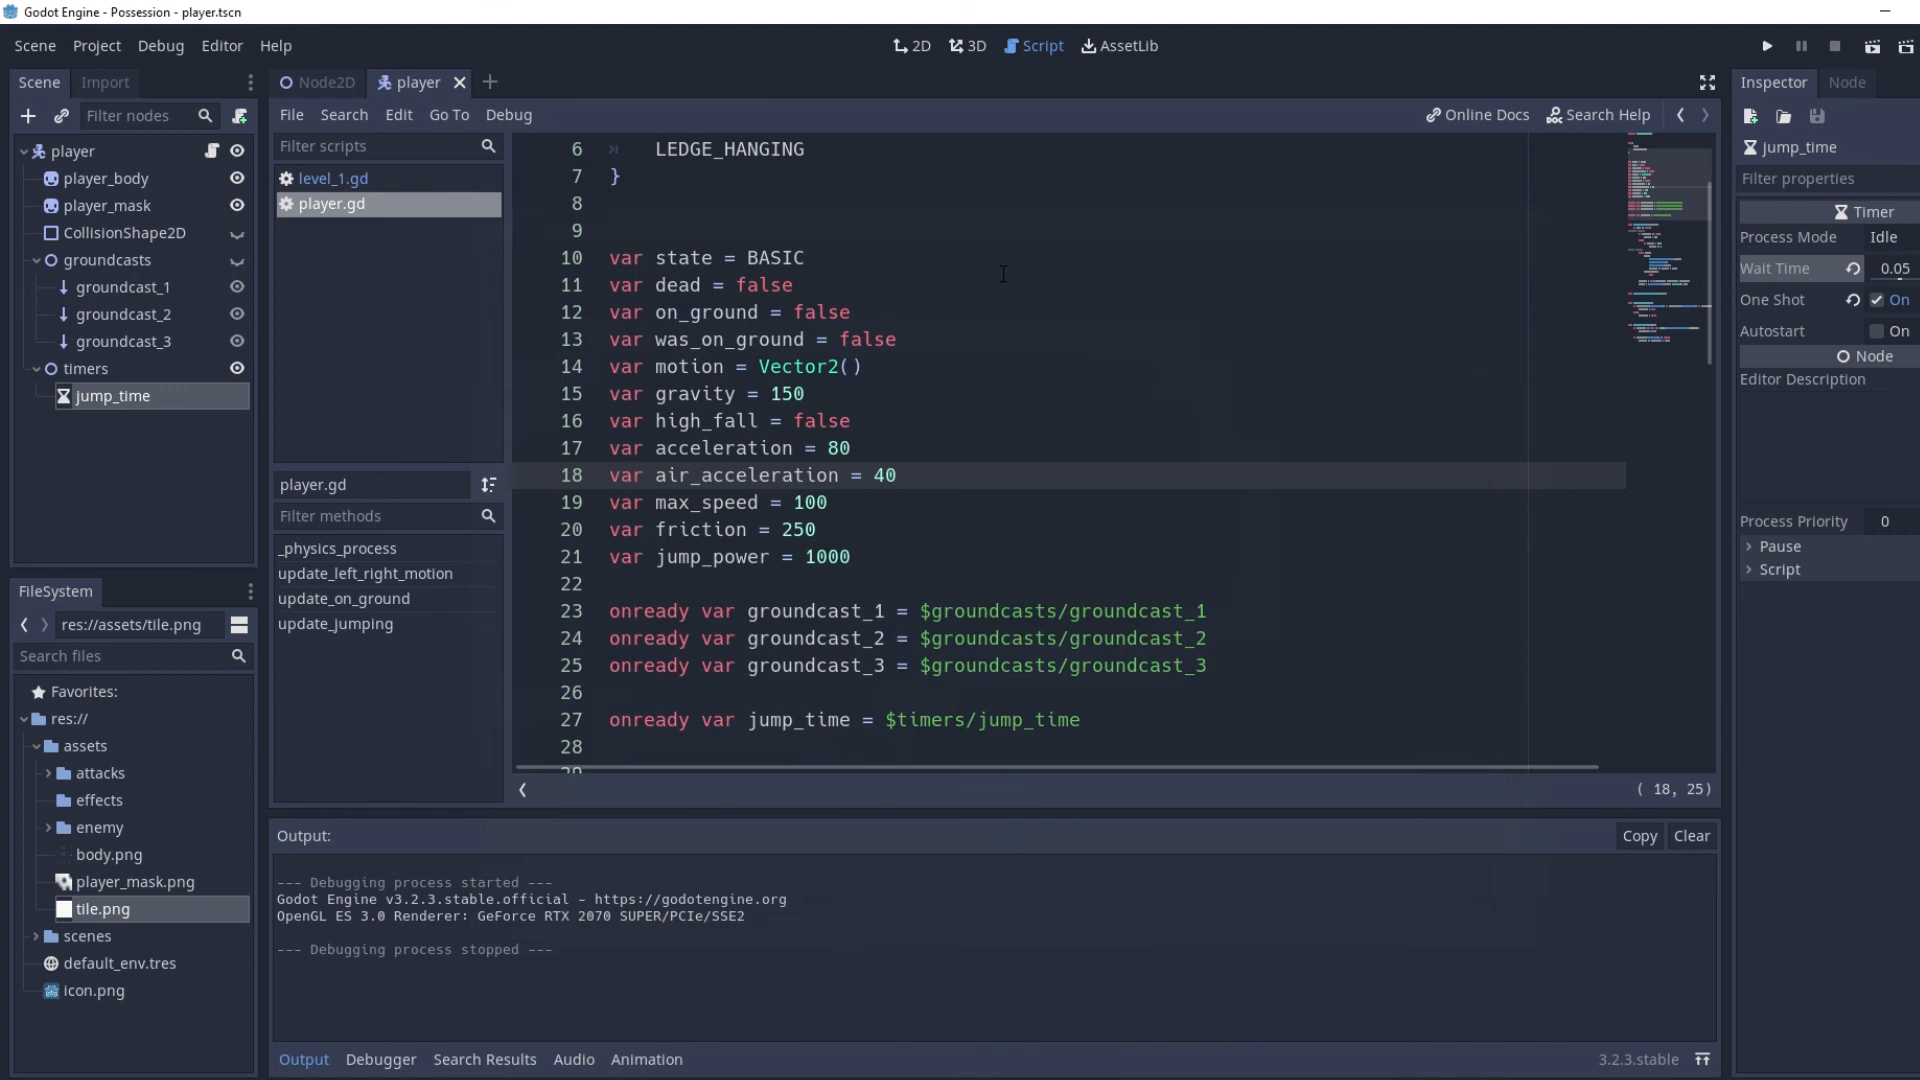 Godot Engine - Possession - player.tscn
Scene Project Debug Editor Help
2D 3D Script AssetLib
Scene Import
Filter nodes
player
player_body
player_mask
CollisionShape2D
groundcasts
groundcast_1
groundcast_2
groundcast_3
timers
jump_time
FileSystem
res://assets/tile.png
Search files
Favorites:
res://
assets
attacks
effects
enemy
body.png
player_mask.png
tile.png
scenes
default_env.tres
icon.png
Node2D player
File Search Edit Go To Debug
Online Docs Search Help
Filter scripts
level_1.gd
player.gd
player.gd
Filter methods
_physics_process
update_left_right_motion
update_on_ground
update_jumping
6 LEDGE_HANGING
7 }
8
9
10 var state = BASIC
11 var dead = false
12 var on_ground = false
13 var was_on_ground = false
14 var motion = Vector2()
15 var gravity = 150
16 var high_fall = false
17 var acceleration = 80
18 var air_acceleration = 40
19 var max_speed = 100
20 var friction = 250
21 var jump_power = 1000
22
23 onready var groundcast_1 = $groundcasts/groundcast_1
24 onready var groundcast_2 = $groundcasts/groundcast_2
25 onready var groundcast_3 = $groundcasts/groundcast_3
26
27 onready var jump_time = $timers/jump_time
28
29
( 18, 25)
Output:
Copy Clear
--- Debugging process started ---
Godot Engine v3.2.3.stable.official - https://godotengine.org
OpenGL ES 3.0 Renderer: GeForce RTX 2070 SUPER/PCIe/SSE2
--- Debugging process stopped ---
Output Debugger Search Results Audio Animation
3.2.3.stable
Inspector Node
jump_time
Filter properties
Timer
Process Mode Idle
Wait Time 0.05
One Shot On
Autostart On
Node
Editor Description
Process Priority 0
Pause
Script